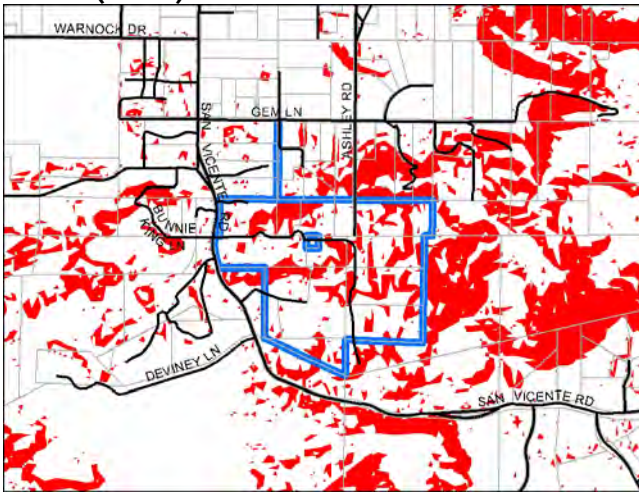 WARNOCK DR
SAN VICENTE RD
GEM LN
ASHLEY RD
BUNNIE
KING LN
DEVINEY LN
SAN VICENTE RD